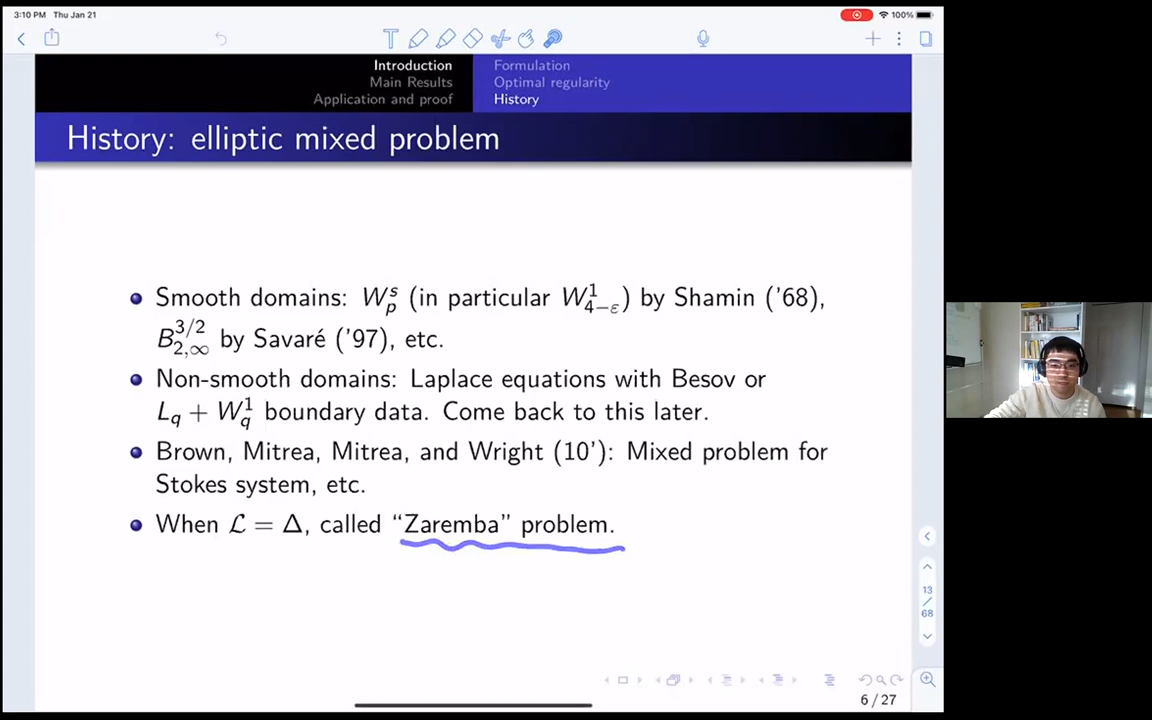 3:10 PM Thu Jan 21
100%
Introduction
Main Results
Application and proof
Formulation
Optimal regularity
History
History: elliptic mixed problem
Smooth domains: W_p^s (in particular W^1_{4−ε}) by Shamin ('68),
B^{3/2}_{2,∞} by Savaré ('97), etc.
Non-smooth domains: Laplace equations with Besov or
L_q + W_q^1 boundary data. Come back to this later.
Brown, Mitrea, Mitrea, and Wright (10'): Mixed problem for
Stokes system, etc.
When ℒ = Δ, called “Zaremba” problem.
13
/
68
6 / 27